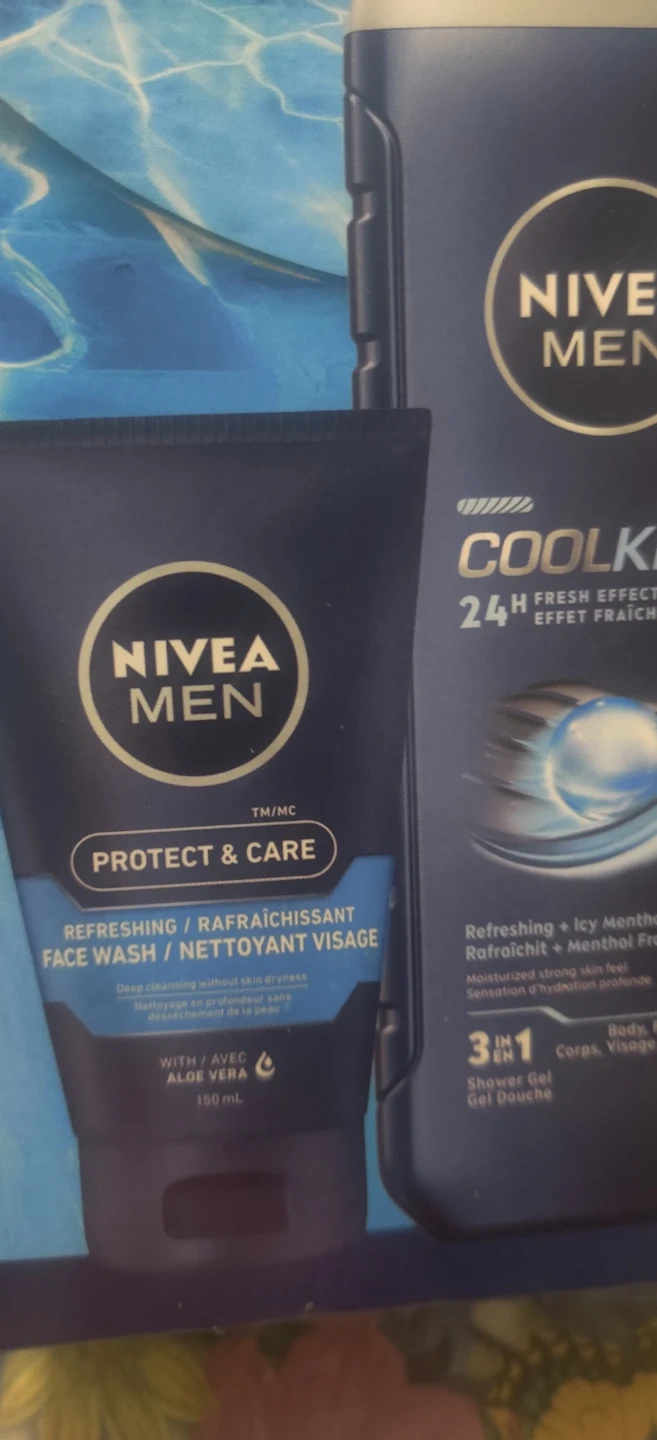 NIVEA
MEN
TM/MC
PROTECT & CARE
REFRESHING / RAFRAÎCHISSANT
FACE WASH / NETTOYANT VISAGE
Deep cleansing without skin dryness
Nettoyage en profondeur sans
dessèchement de la peau
WITH / AVEC
ALOE VERA
150 mL
NIVE
MEN
COOLK
24H FRESH EFFECT
EFFET FRAÎCH
Refreshing + Icy Mentho
Rafraîchit + Menthol Fr
Moisturized strong skin feel
Sensation d'hydration profonde
3 IN EN 1
Body,
Corps, Visage
Shower Gel
Gel Douche